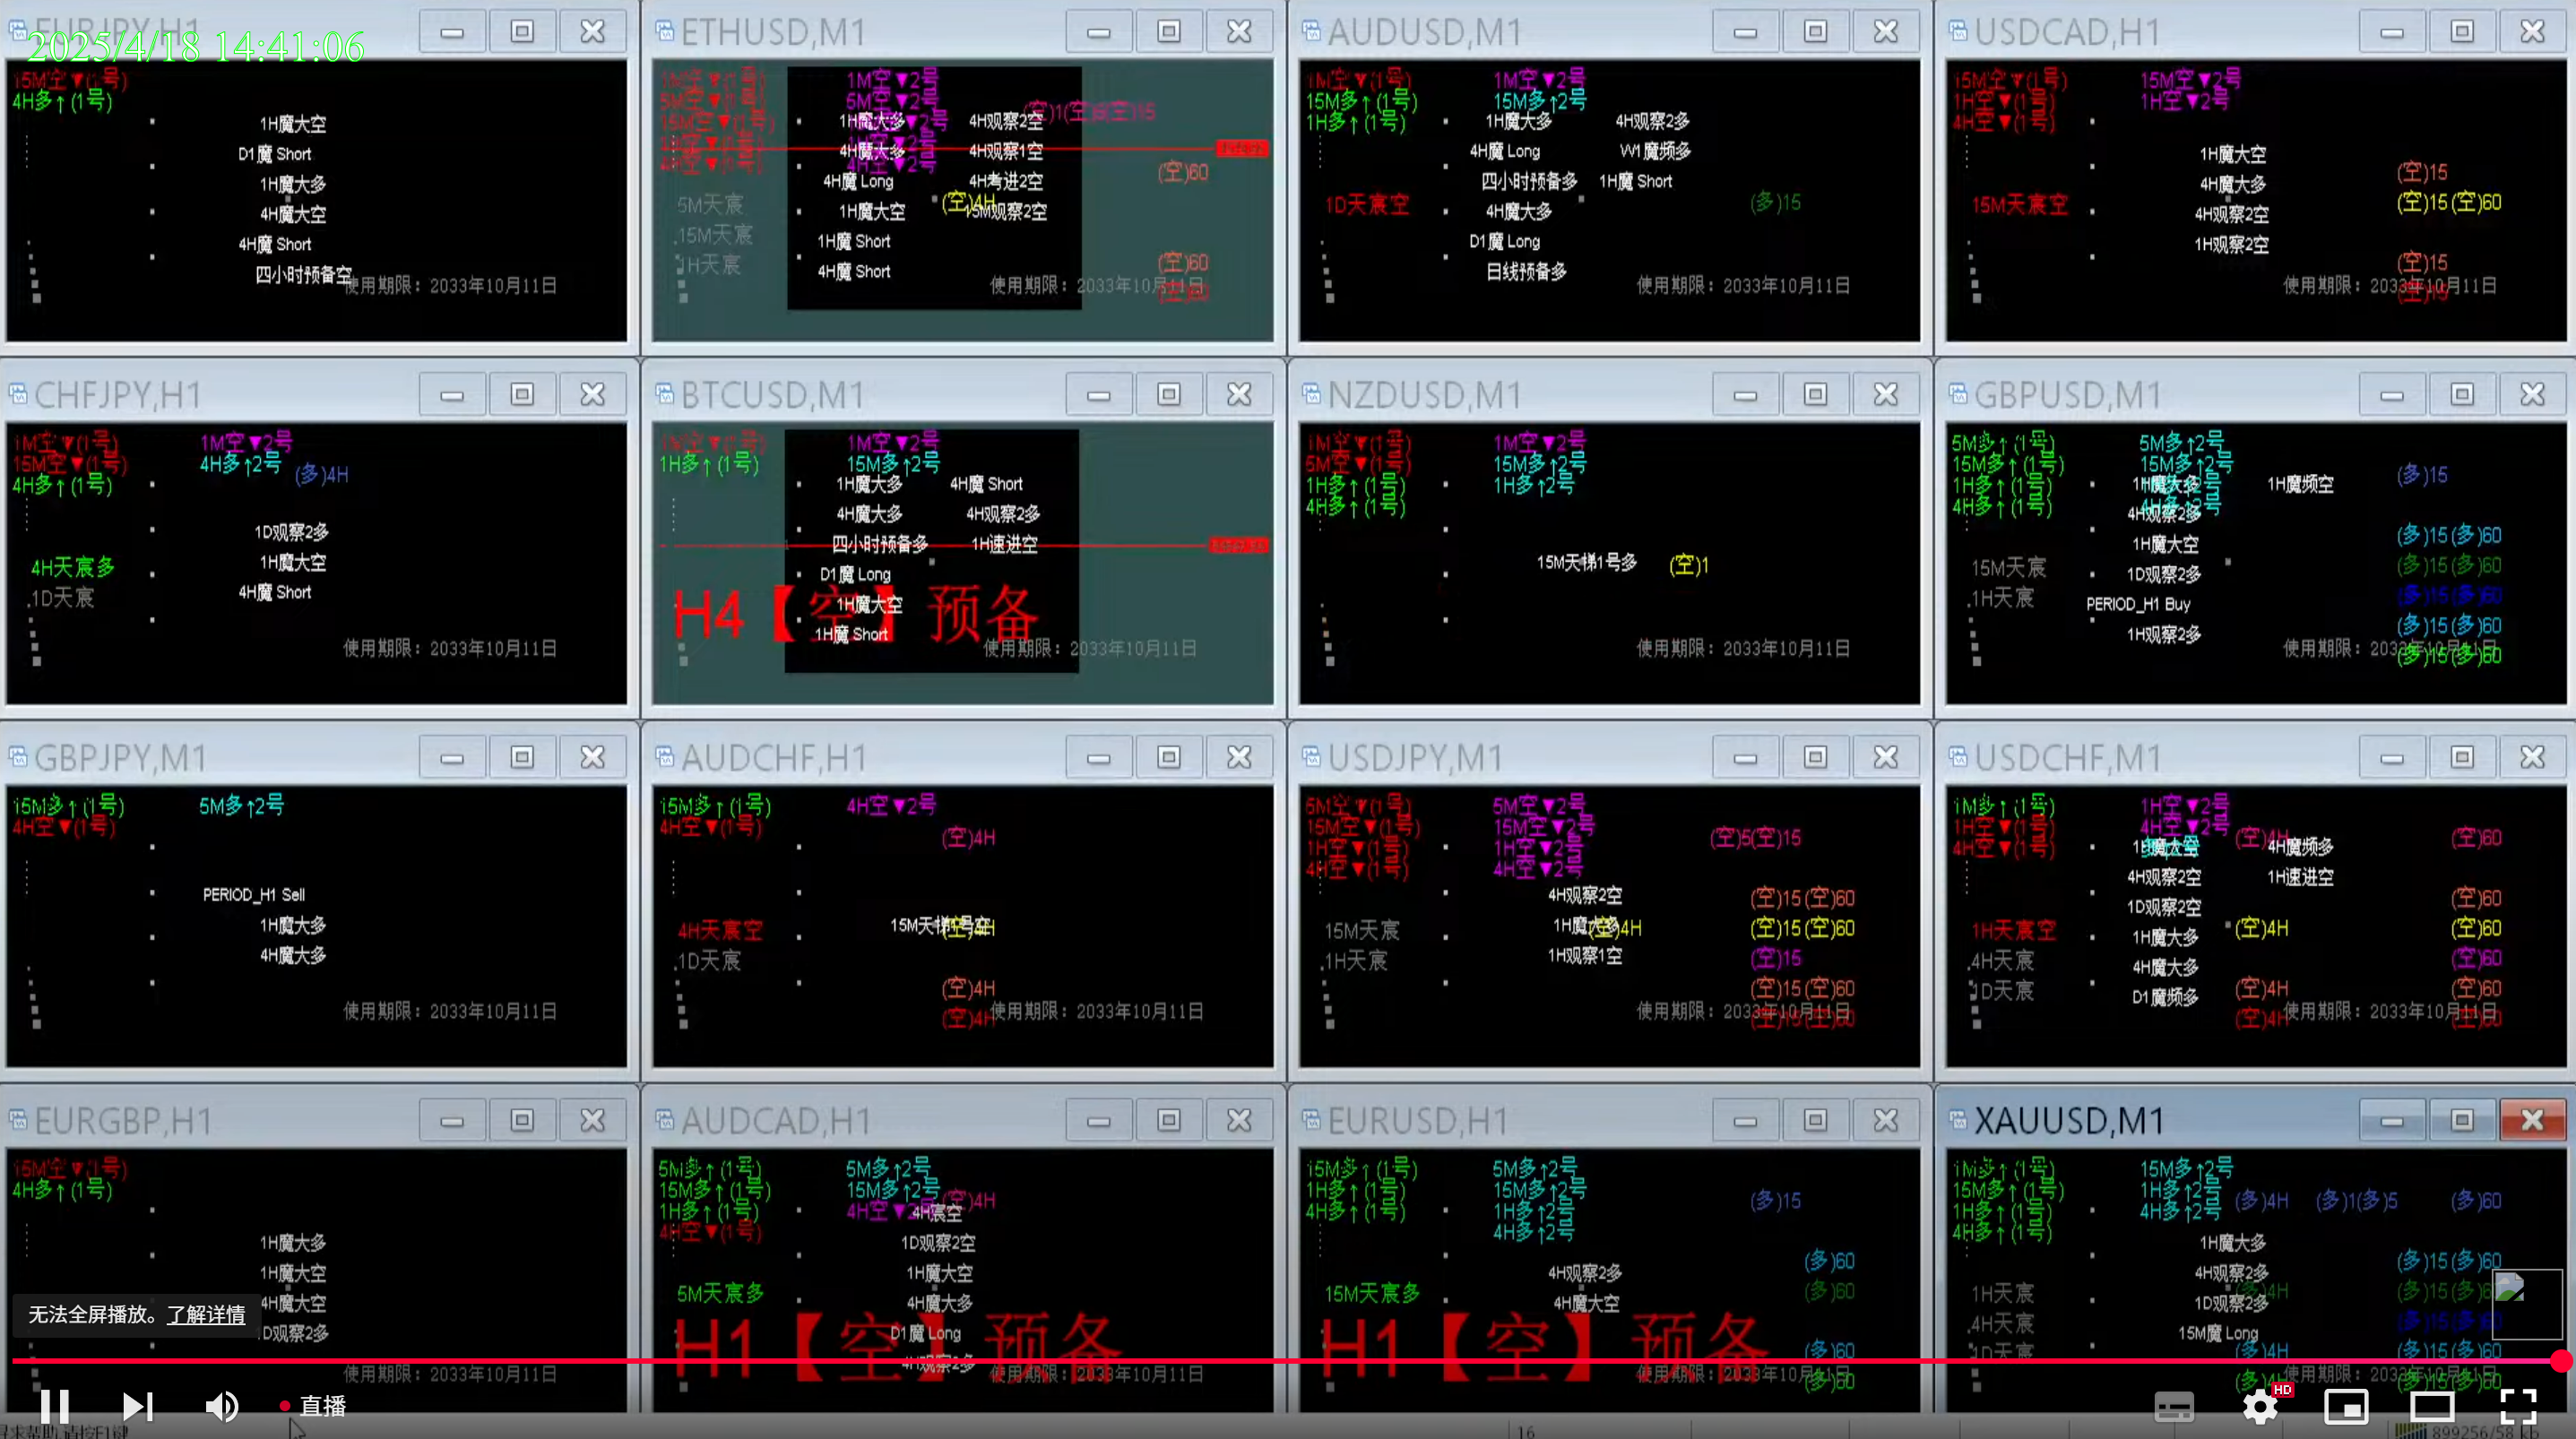 EURJPY,H1
2025/4/18 14:41:06
15M空▼(1号)
4H多↑(1号)
1H魔大空
D1魔 Short
1H魔大多
4H魔大空
4H魔 Short
四小时预备空
使用期限：2033年10月11日
ETHUSD,M1
1M空▼(1号) 1M空▼2号
5M空▼(1号) 5M空▼2号
15M空▼(1号)
4H空▼(1号) 4H空▼2号
(空)1(空)5(空)15
1H魔大多 4H观察2空
4H魔大多 4H观察1空
4H魔 Long 4H考进2空
1H魔大空 15M观察2空
1H魔 Short
4H魔 Short
(空)4H
5M天宸
15M天宸
1H天宸
(空)60
(空)60
(空)60
使用期限：2033年10月11日
AUDUSD,M1
1M空▼(1号) 1M空▼2号
15M多↑(1号) 15M多↑2号
1H多↑(1号)
1H魔大多 4H观察2多
4H魔 Long W1魔频多
四小时预备多 1H魔 Short
1D天宸空 4H魔大多 (多)15
D1魔 Long
日线预备多
使用期限：2033年10月11日
USDCAD,H1
15M空▼(1号) 15M空▼2号
1H空▼(1号) 1H空▼2号
4H空▼(1号)
1H魔大空
4H魔大多 (空)15
15M天宸空 4H观察2空 (空)15(空)60
1H观察2空
(空)15
(空)15
使用期限：2033年10月11日
CHFJPY,H1
1M空▼(1号) 1M空▼2号
15M空▼(1号) 4H多↑2号 (多)4H
4H多↑(1号)
1D观察2多
1H魔大空
4H魔 Short
4H天宸多
1D天宸
使用期限：2033年10月11日
BTCUSD,M1
1M空▼(1号) 1M空▼2号
1H多↑(1号) 15M多↑2号
1H魔大多 4H魔 Short
4H魔大多 4H观察2多
四小时预备多 1H速进空
D1魔 Long
1H魔大空
1H魔 Short
H4【空】预备
使用期限：2033年10月11日
NZDUSD,M1
1M空▼(1号) 1M空▼2号
5M空▼(1号) 15M多↑2号
1H多↑(1号) 1H多↑2号
4H多↑(1号)
15M天梯1号多 (空)1
使用期限：2033年10月11日
GBPUSD,M1
5M多↑(1号) 5M多↑2号
15M多↑(1号) 15M多↑2号
1H多↑(1号)
4H多↑(1号) 4H多↑2号
1H魔大多 1H魔频空
4H观察2多
1H魔大空
1D观察2多
PERIOD_H1 Buy
1H观察2多
15M天宸
1H天宸
(多)15
(多)15(多)60
(多)15(多)60
(多)15(多)60
(多)15(多)60
(多)15(多)60
使用期限：2033年10月11日
GBPJPY,M1
15M多↑(1号) 5M多↑2号
4H空▼(1号)
PERIOD_H1 Sell
1H魔大多
4H魔大多
使用期限：2033年10月11日
AUDCHF,H1
15M多↑(1号) 4H空▼2号
4H空▼(1号)
(空)4H
15M天梯1号空
(空)4H
4H天宸空
1D天宸
(空)4H
(空)4H
使用期限：2033年10月11日
USDJPY,M1
5M空▼(1号) 5M空▼2号
15M空▼(1号) 15M空▼2号 (空)5(空)15
1H空▼(1号) 1H空▼2号
4H空▼(1号) 4H空▼2号
4H观察2空 (空)15(空)60
1H魔大多 (空)4H (空)15(空)60
1H观察1空 (空)15
15M天宸
1H天宸
(空)15(空)60
(空)15(空)60
使用期限：2033年10月11日
USDCHF,M1
1M多↑(1号) 1H空▼2号
1H空▼(1号) 4H空▼2号 (空)4H (空)60
4H空▼(1号)
1H魔大空 4H魔频多
4H观察2空 1H速进空
1D观察2空 (空)60
1H天宸空 1H魔大多 (空)4H (空)60
4H天宸 4H魔大多 (空)60
1D天宸 D1魔频多 (空)4H (空)60
(空)4H (空)60
使用期限：2033年10月11日
EURGBP,H1
15M空▼(1号)
4H多↑(1号)
1H魔大多
1H魔大空
4H魔大空
1D观察2多
使用期限：2033年10月11日
AUDCAD,H1
5M多↑(1号) 5M多↑2号
15M多↑(1号) 15M多↑2号 (空)4H
1H多↑(1号) 4H空▼2号
4H空▼(1号)
4H宸空
1D观察2空
1H魔大空
5M天宸多 4H魔大多
D1魔 Long
4H观察2多
H1【空】预备
使用期限：2033年10月11日
EURUSD,H1
15M多↑(1号) 5M多↑2号
1H多↑(1号) 15M多↑2号 (多)15
4H多↑(1号) 1H多↑2号
4H多↑2号
4H观察2多 (多)60
15M天宸多 4H魔大空 (多)60
(多)60
(多)60
H1【空】预备
使用期限：2033年10月11日
XAUUSD,M1
1M多↑(1号) 15M多↑2号
15M多↑(1号) 1H多↑2号 (多)4H (多)1(多)5 (多)60
1H多↑(1号) 4H多↑2号
4H多↑(1号)
1H魔大多
4H观察2多 (多)15(多)60
1H天宸 1D观察2多
4H天宸 15M魔 Long
1D天宸 (多)4H (多)15(多)60
(多)4H (多)15(多)60
使用期限：2033年10月11日
无法全屏播放。了解详情
直播
HD
寻求帮助,请按F1键
16
899256/58 kb